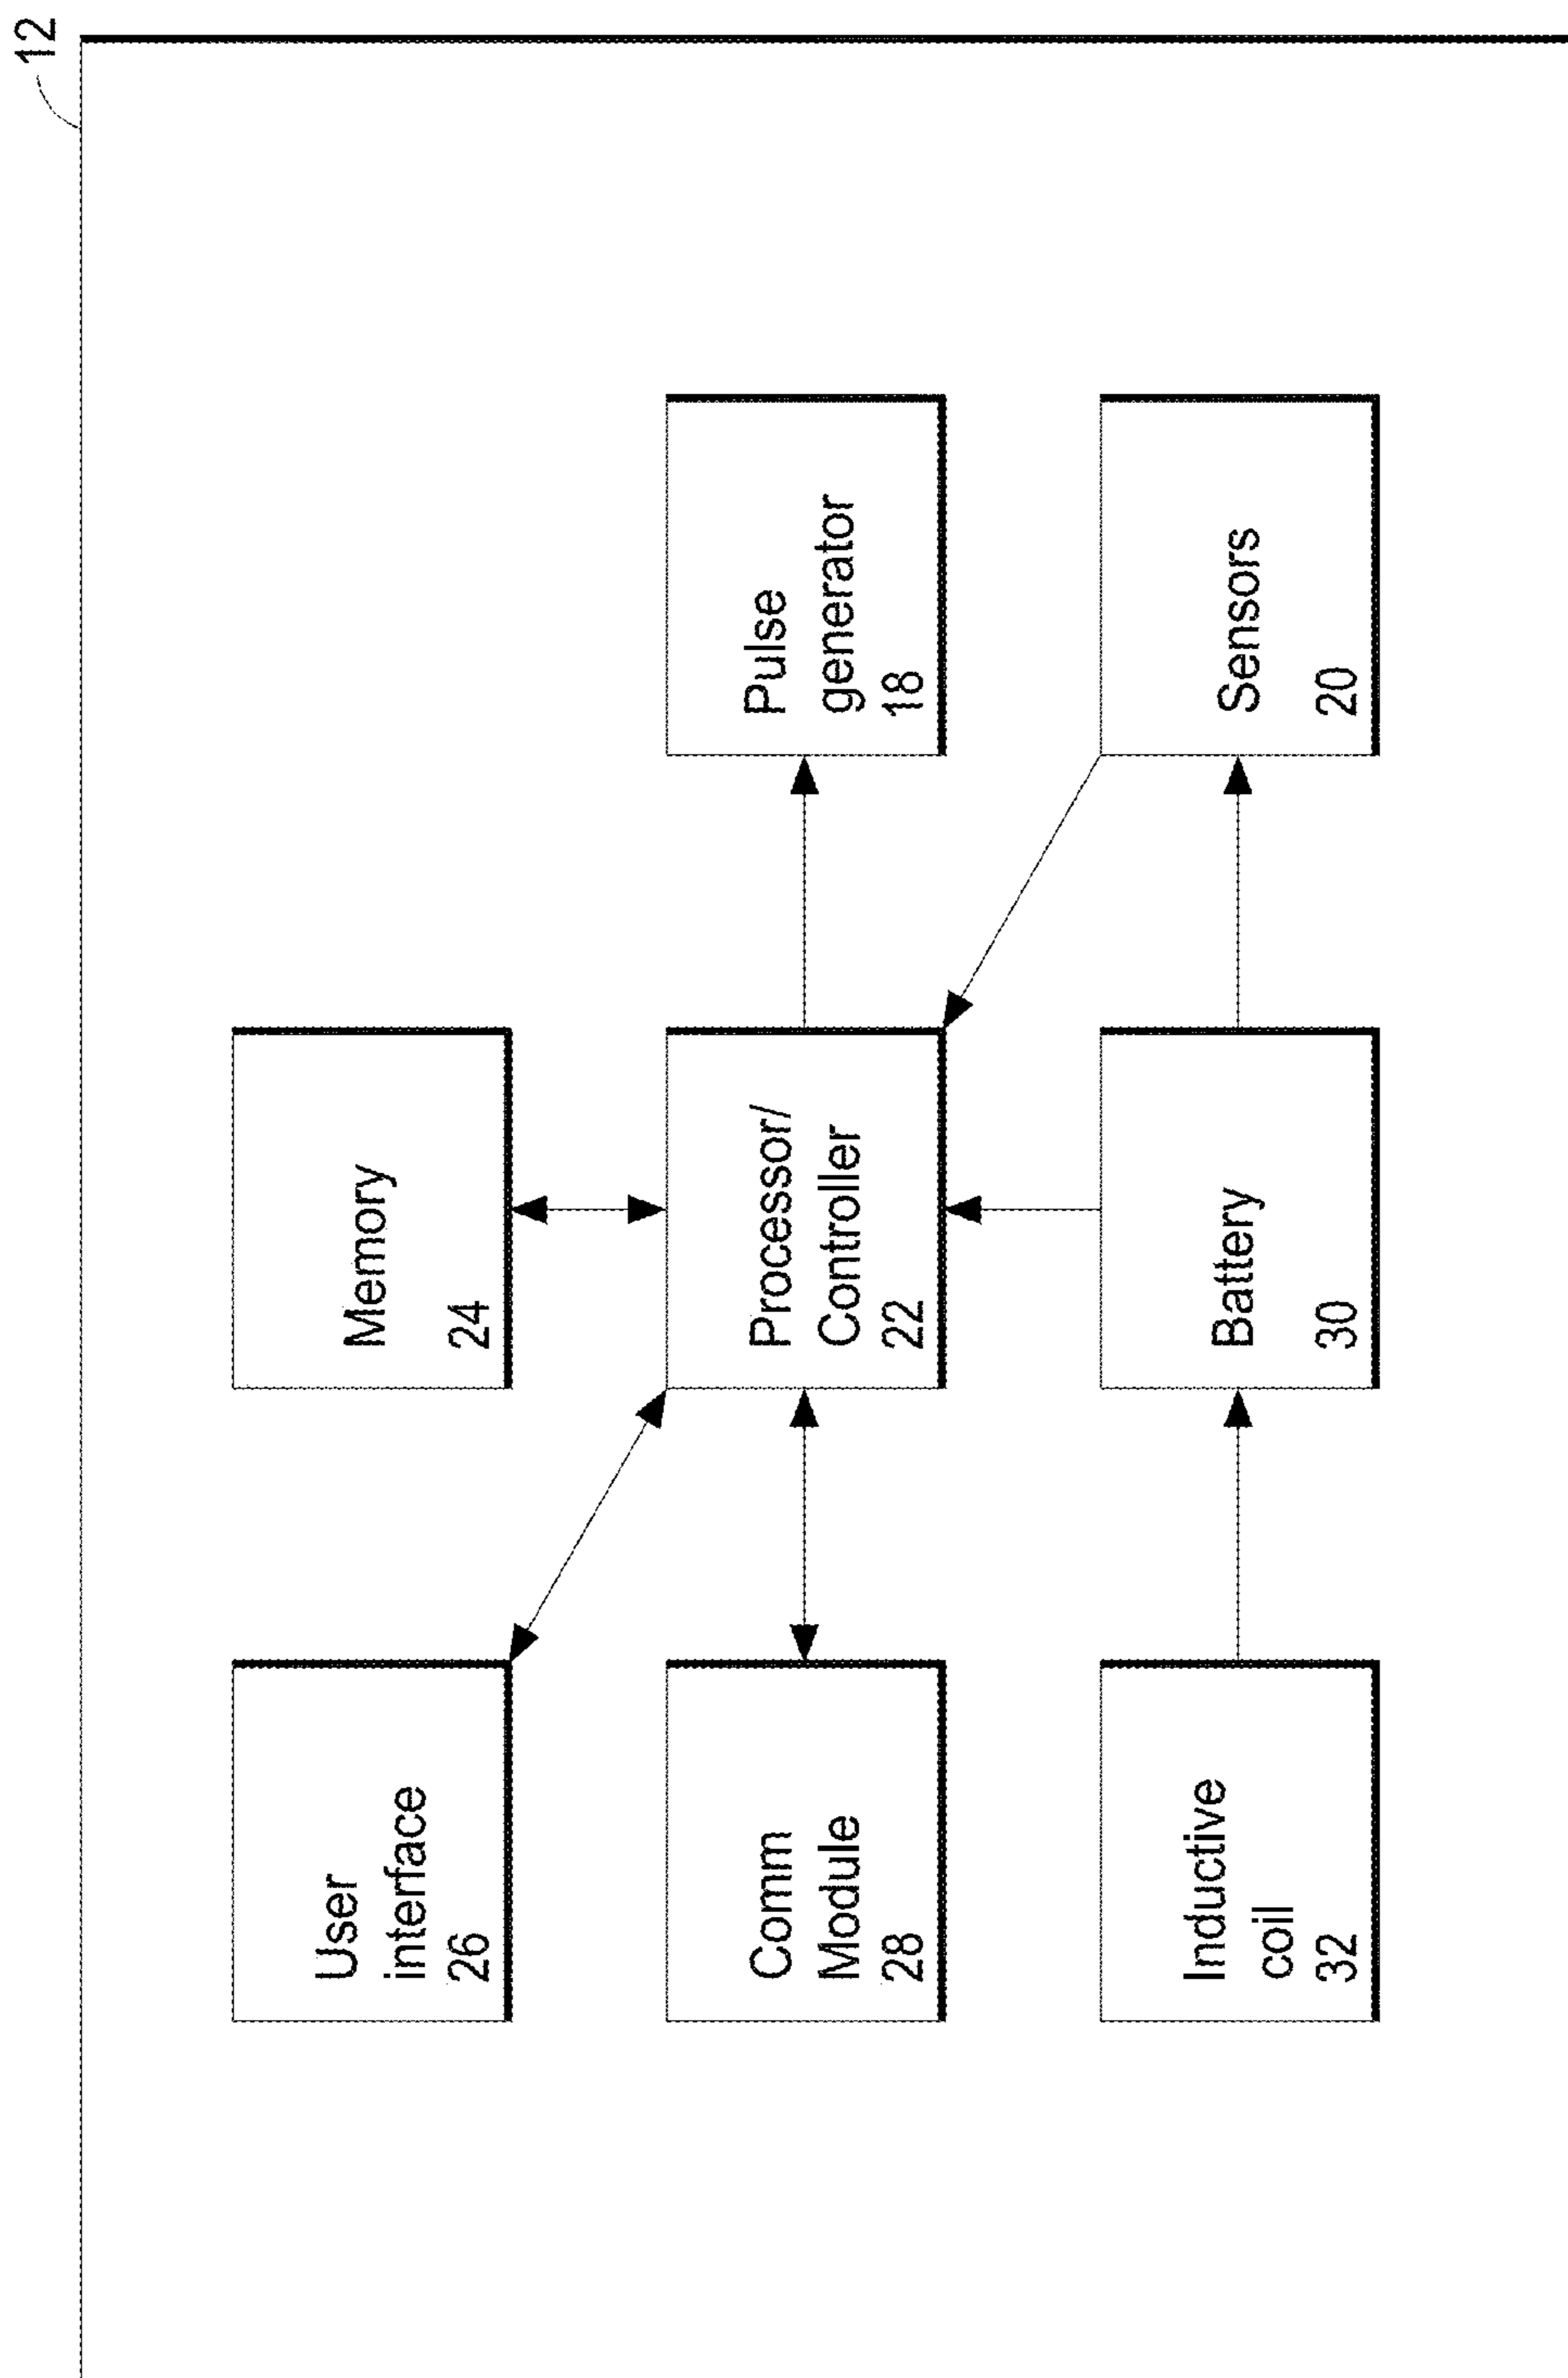 12
User
interface
26
Memory
24
Comm
Module
28
Processor/
Controller
22
Pulse
generator
18
Inductive
coil
32
Battery
30
Sensors
20